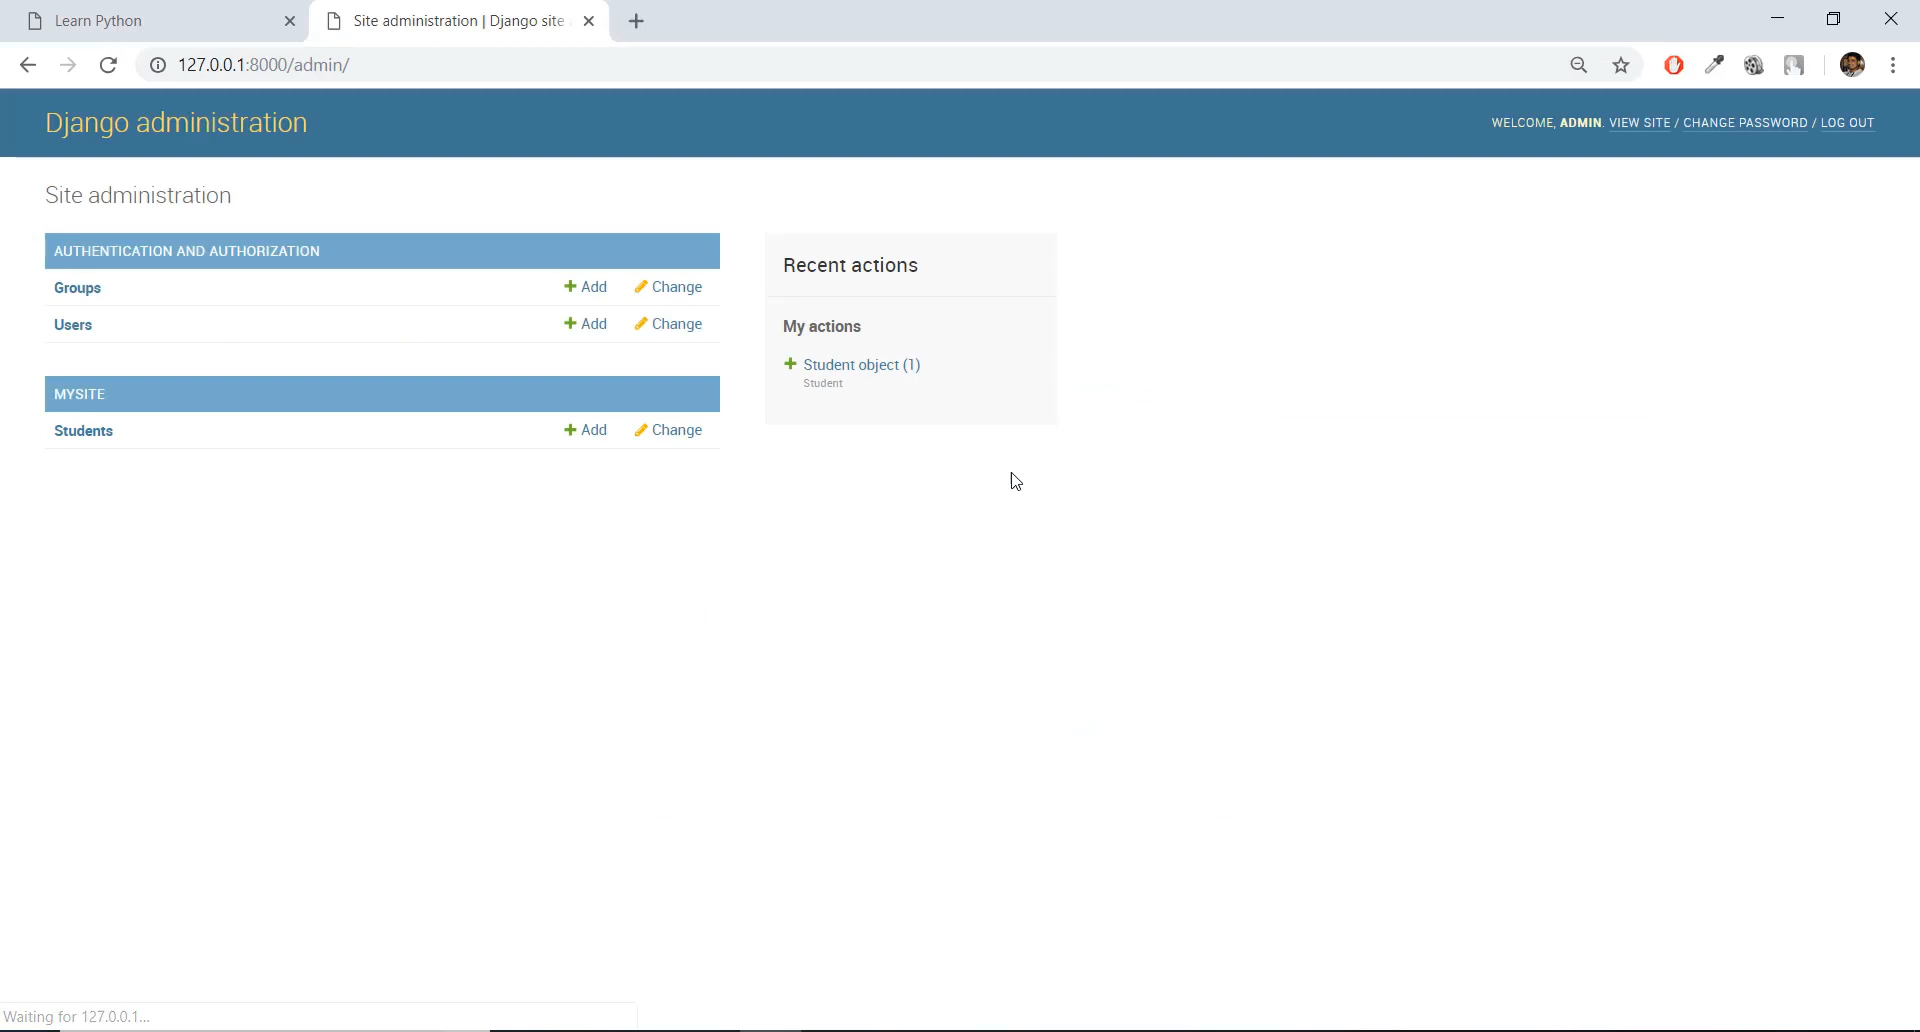 Learn Python
Site administration | Django site
127.0.0.1:8000/admin/
Django administration
WELCOME, ADMIN. VIEW SITE / CHANGE PASSWORD / LOG OUT
Site administration
AUTHENTICATION AND AUTHORIZATION
Groups Add Change
Users Add Change
MYSITE
Students Add Change
Recent actions
My actions
Student object (1)
Student
Waiting for 127.0.0.1...